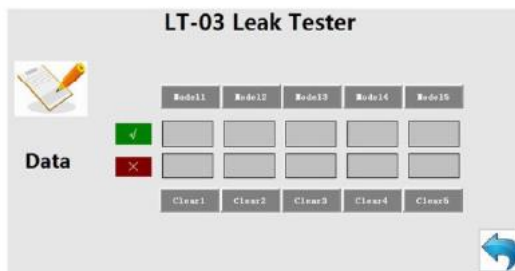 LT-03 Leak Tester
Model1 Model2 Model3 Model4 Model5
√
Data
×
Clear1 Clear2 Clear3 Clear4 Clear5